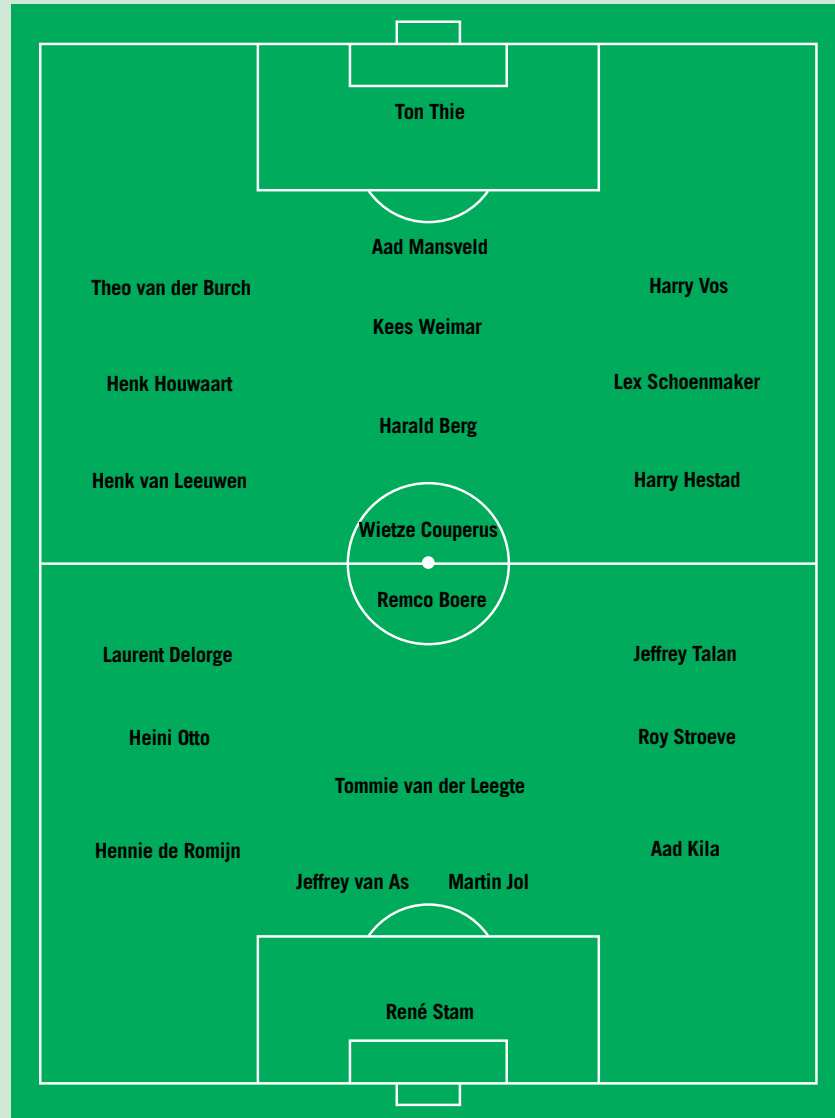 Ton Thie
Aad Mansveld
Theo van der Burch
Harry Vos
Kees Weimar
Henk Houwaart
Lex Schoenmaker
Harald Berg
Henk van Leeuwen
Harry Hestad
Wietze Couperus
Remco Boere
Laurent Delorge
Jeffrey Talan
Heini Otto
Roy Stroeve
Tommie van der Leegte
Hennie de Romijn
Aad Kila
Jeffrey van As
Martin Jol
René Stam